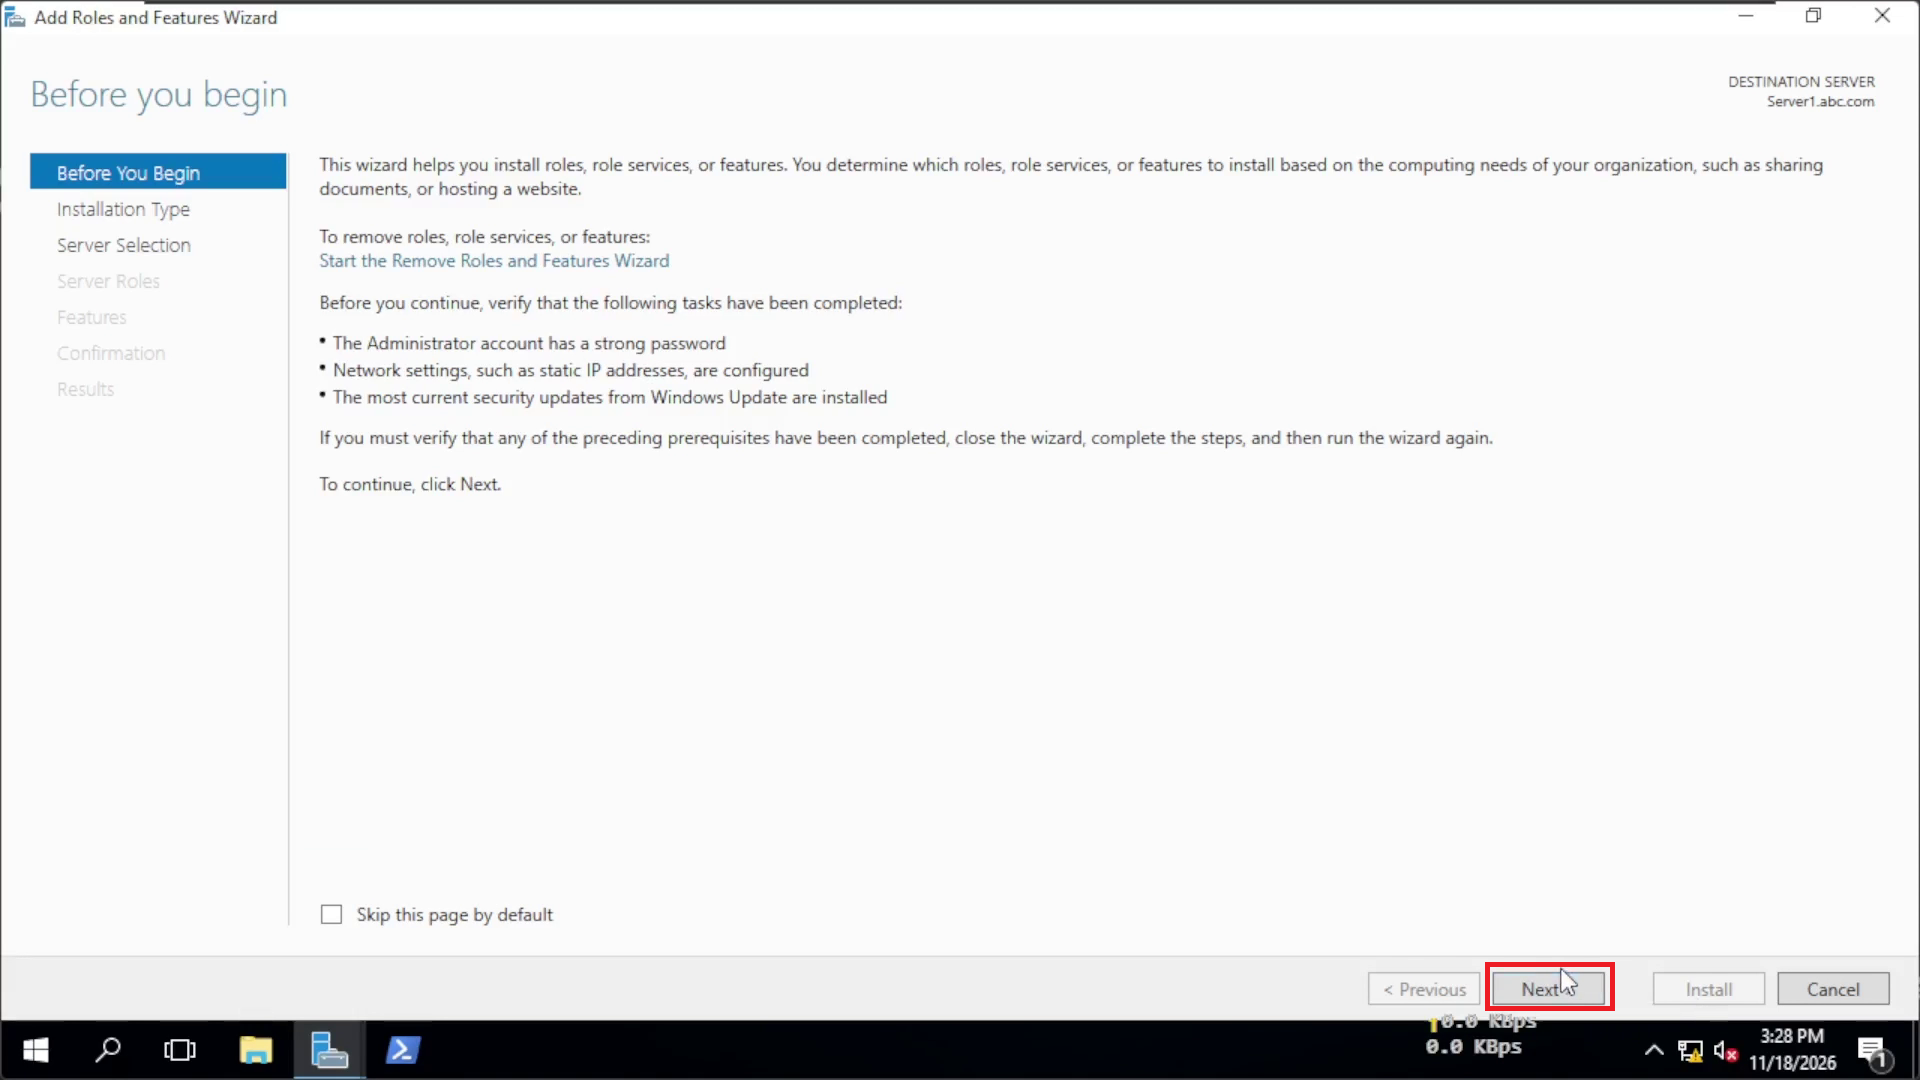 Add Roles and Features Wizard
Before you begin
DESTINATION SERVER
Server1.abc.com
Before You Begin
Installation Type
Server Selection
Server Roles
Features
Confirmation
Results
This wizard helps you install roles, role services, or features. You determine which roles, role services, or features to install based on the computing needs of your organization, such as sharing
documents, or hosting a website.
To remove roles, role services, or features:
Start the Remove Roles and Features Wizard
Before you continue, verify that the following tasks have been completed:
• The Administrator account has a strong password
• Network settings, such as static IP addresses, are configured
• The most current security updates from Windows Update are installed
If you must verify that any of the preceding prerequisites have been completed, close the wizard, complete the steps, and then run the wizard again.
To continue, click Next.
Skip this page by default
< Previous
Next
Install
Cancel
0.0 KBps
0.0 KBps
3:28 PM
11/18/2026
1